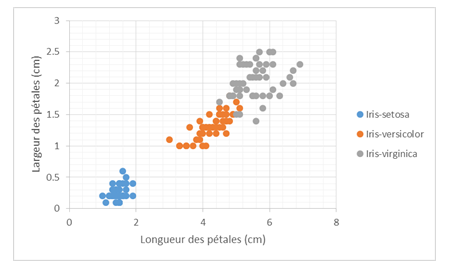 3
2.5
2
1.5
1
0.5
0
0
2
4
6
8
Largeur des pétales (cm)
Longueur des pétales (cm)
Iris-setosa
Iris-versicolor
Iris-virginica